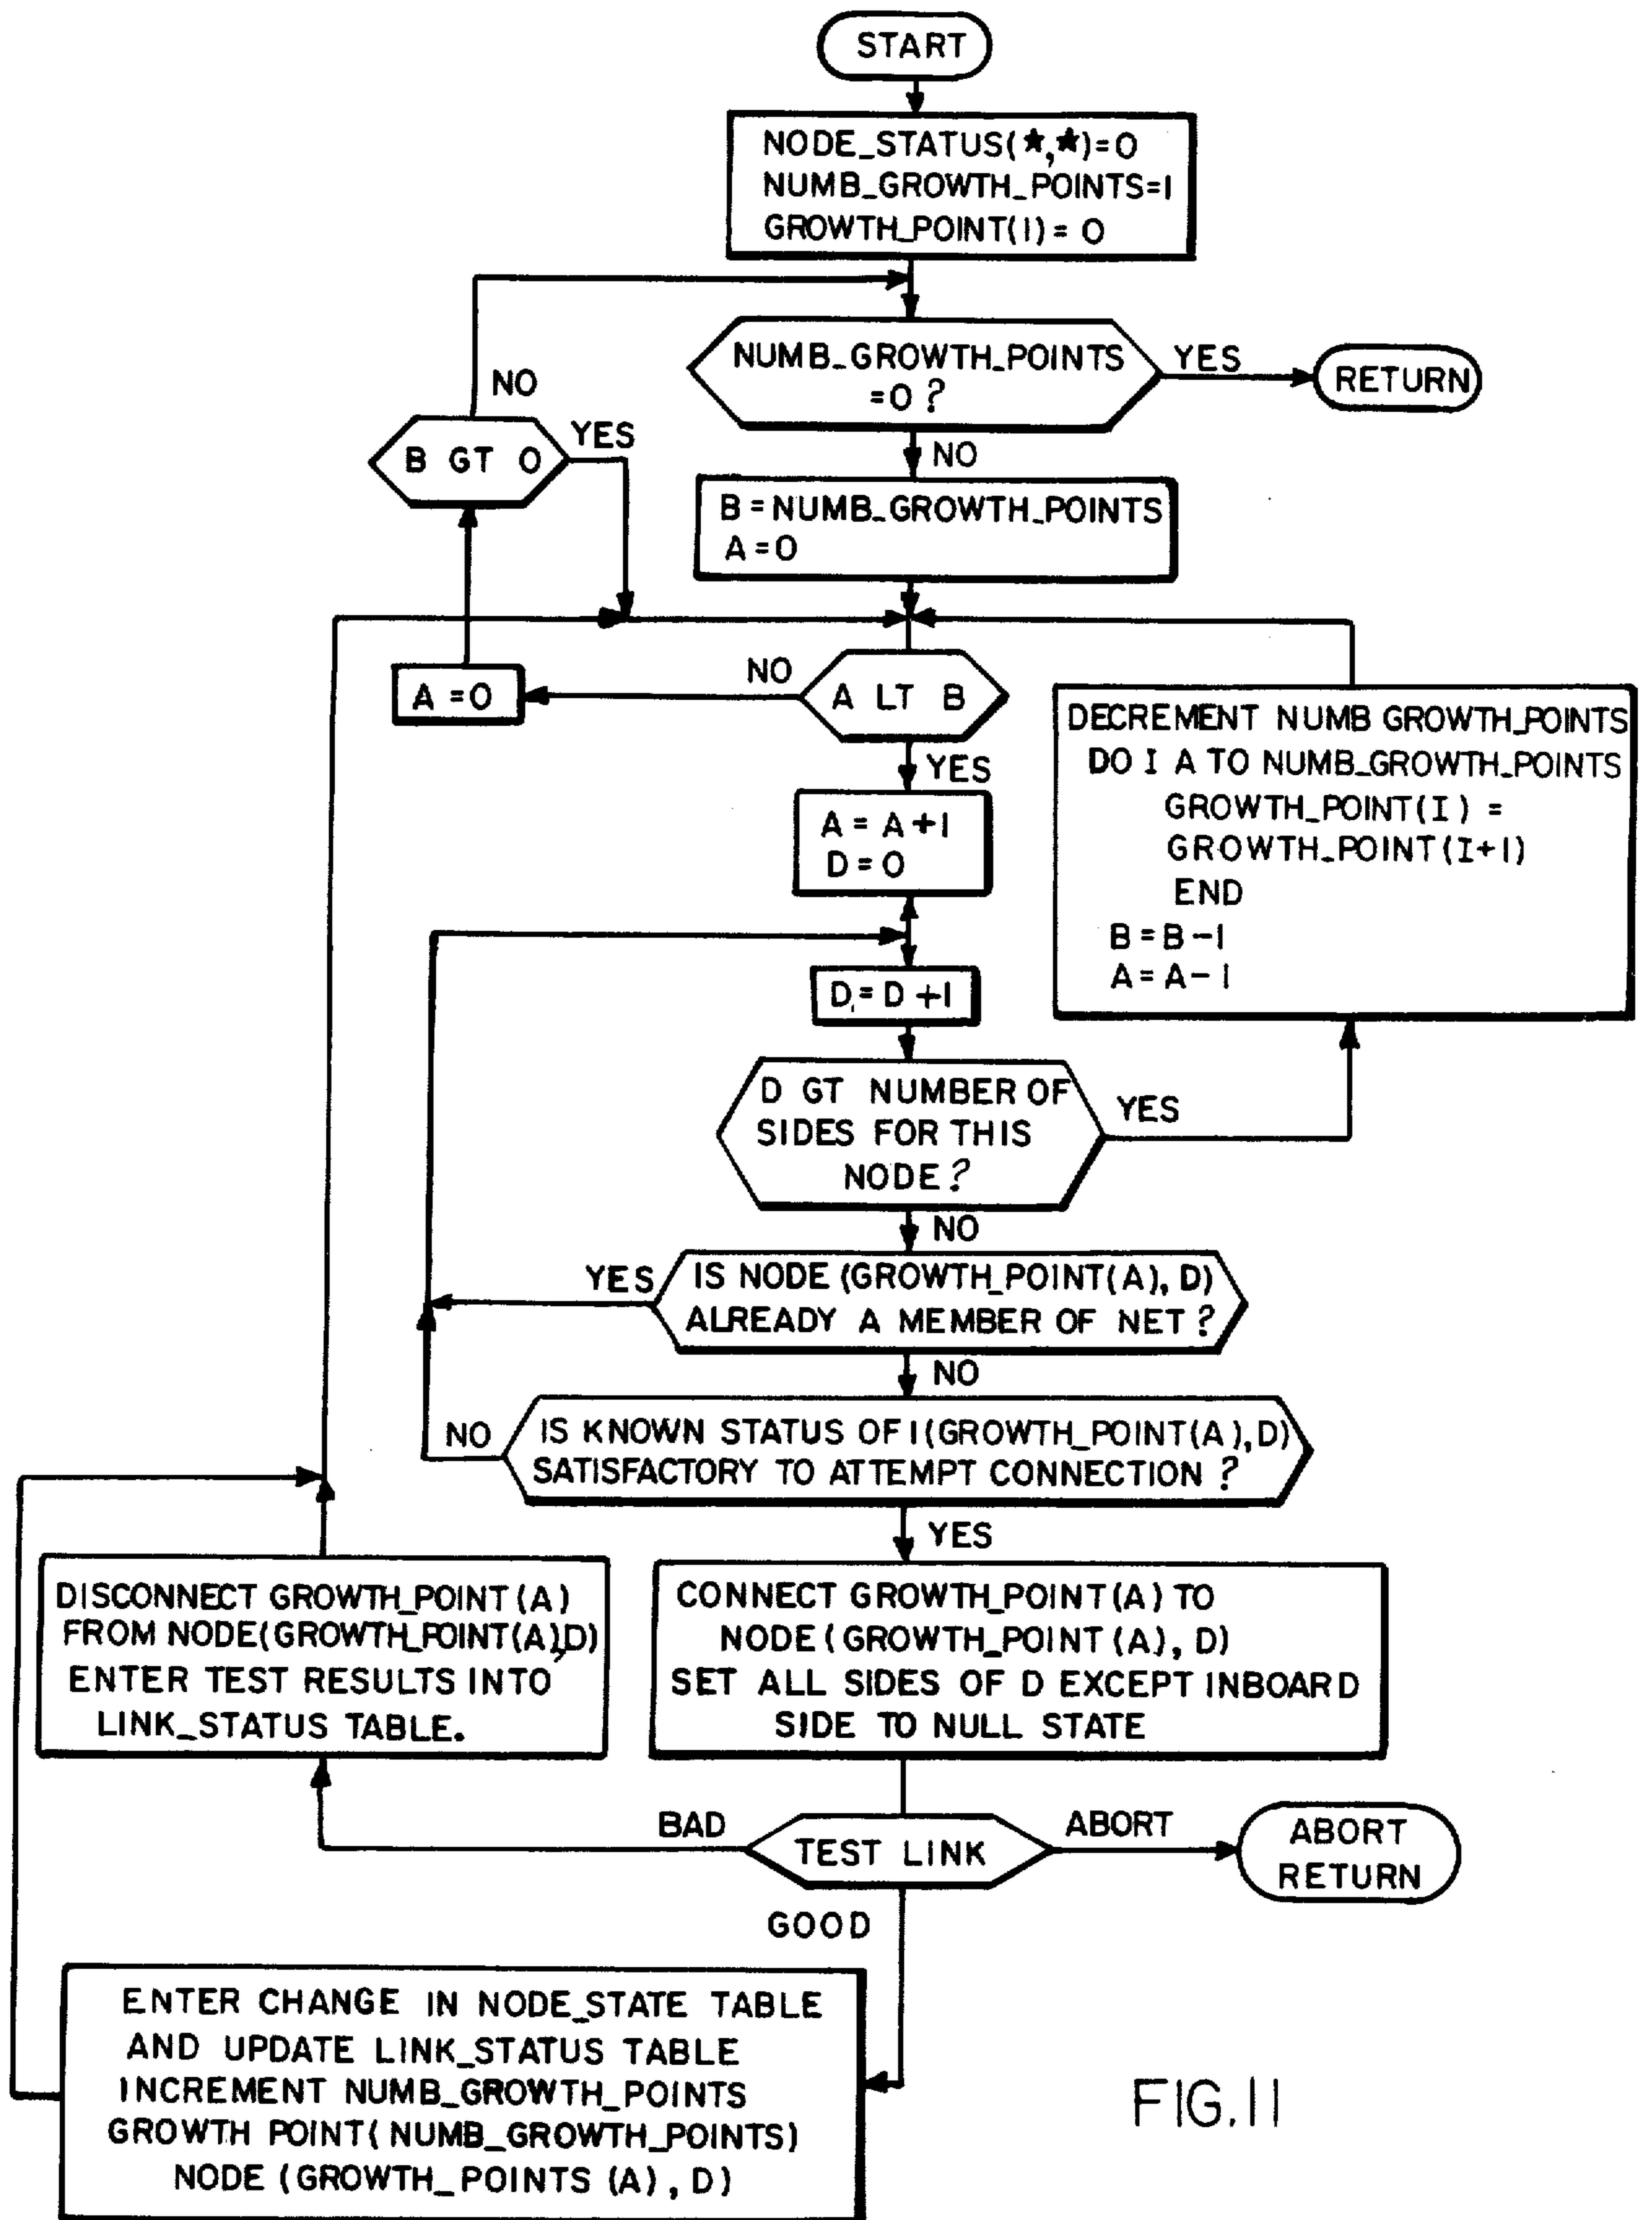 START
NODE_STATUS(*,*)=0
NUMB_GROWTH_POINTS=1
GROWTH_POINT(1)=0
NUMB_GROWTH_POINTS
=0?
YES
RETURN
NO
B GT 0
YES
NO
B=NUMB_GROWTH_POINTS
A=0
A LT B
NO
A=0
YES
A=A+1
D=0
DECREMENT NUMB GROWTH_POINTS
DO I A TO NUMB_GROWTH_POINTS
GROWTH_POINT(I) =
GROWTH_POINT(I+1)
END
B=B-1
A=A-1
D=D+1
D GT NUMBER OF
SIDES FOR THIS
NODE?
YES
NO
IS NODE (GROWTH_POINT(A), D)
ALREADY A MEMBER OF NET?
YES
NO
IS KNOWN STATUS OF I(GROWTH_POINT(A), D)
SATISFACTORY TO ATTEMPT CONNECTION?
NO
YES
DISCONNECT GROWTH_POINT(A)
FROM NODE(GROWTH_POINT(A),D)
ENTER TEST RESULTS INTO
LINK_STATUS TABLE.
CONNECT GROWTH_POINT(A) TO
NODE(GROWTH_POINT(A), D)
SET ALL SIDES OF D EXCEPT INBOARD
SIDE TO NULL STATE
BAD
TEST LINK
ABORT
ABORT
RETURN
GOOD
ENTER CHANGE IN NODE_STATE TABLE
AND UPDATE LINK_STATUS TABLE
INCREMENT NUMB_GROWTH_POINTS
GROWTH POINT(NUMB_GROWTH_POINTS)
NODE (GROWTH_POINTS (A), D)
FIG.11